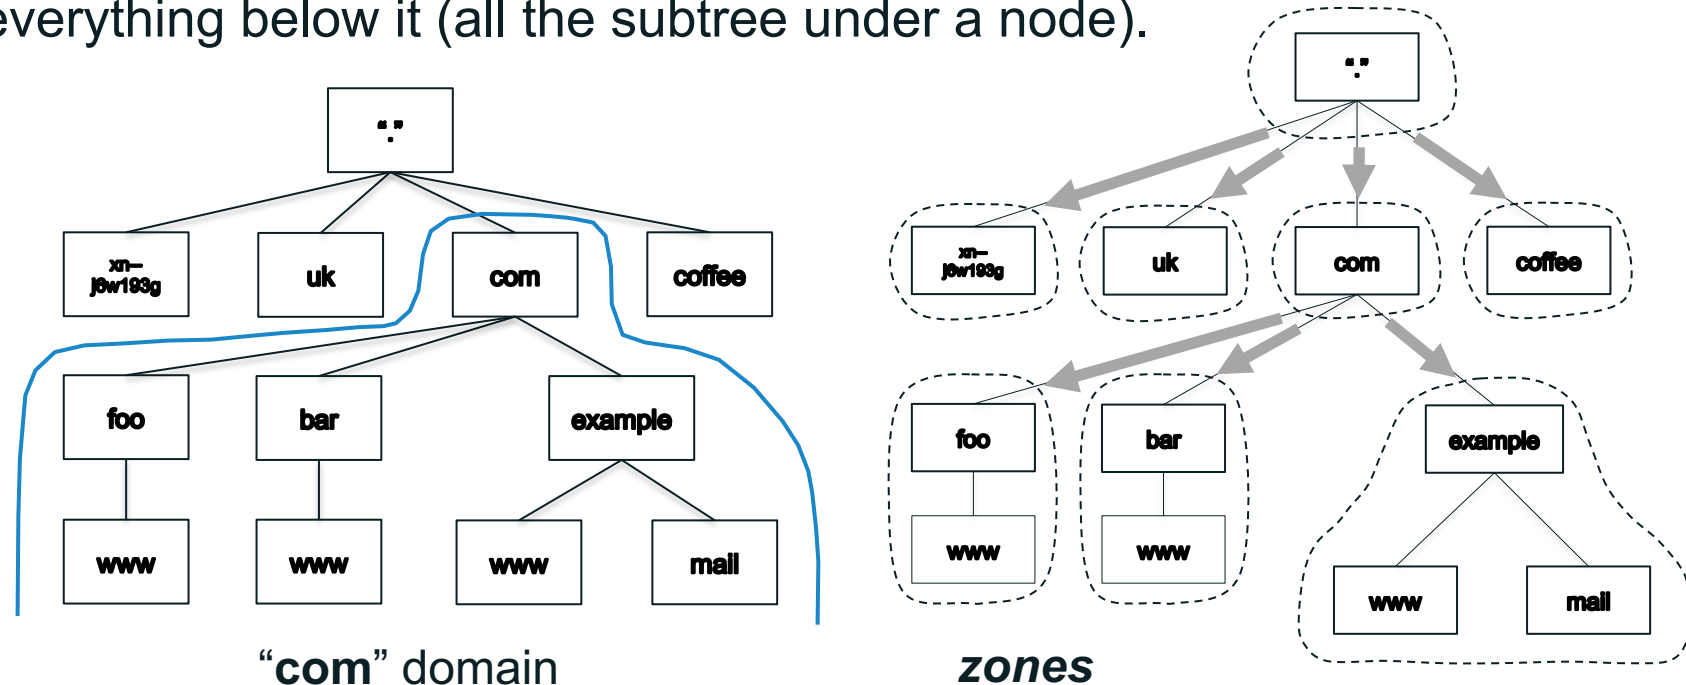 everything below it (all the subtree under a node).
“.”
xn--
j6w193g
uk
com
coffee
foo
bar
example
www
www
www
mail
“com” domain
“.”
xn--
j6w193g
uk
com
coffee
foo
bar
example
www
www
www
mail
zones